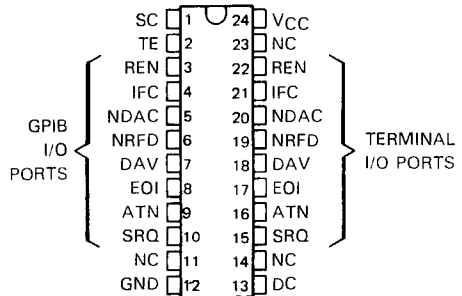 SC 1 24 VCC
TE 2 23 NC
REN 3 22 REN
IFC 4 21 IFC
NDAC 5 20 NDAC
GPIB I/O PORTS
NRFD 6 19 NRFD
TERMINAL I/O PORTS
DAV 7 18 DAV
EOI 8 17 EOI
ATN 9 16 ATN
SRQ 10 15 SRQ
NC 11 14 NC
GND 12 13 DC